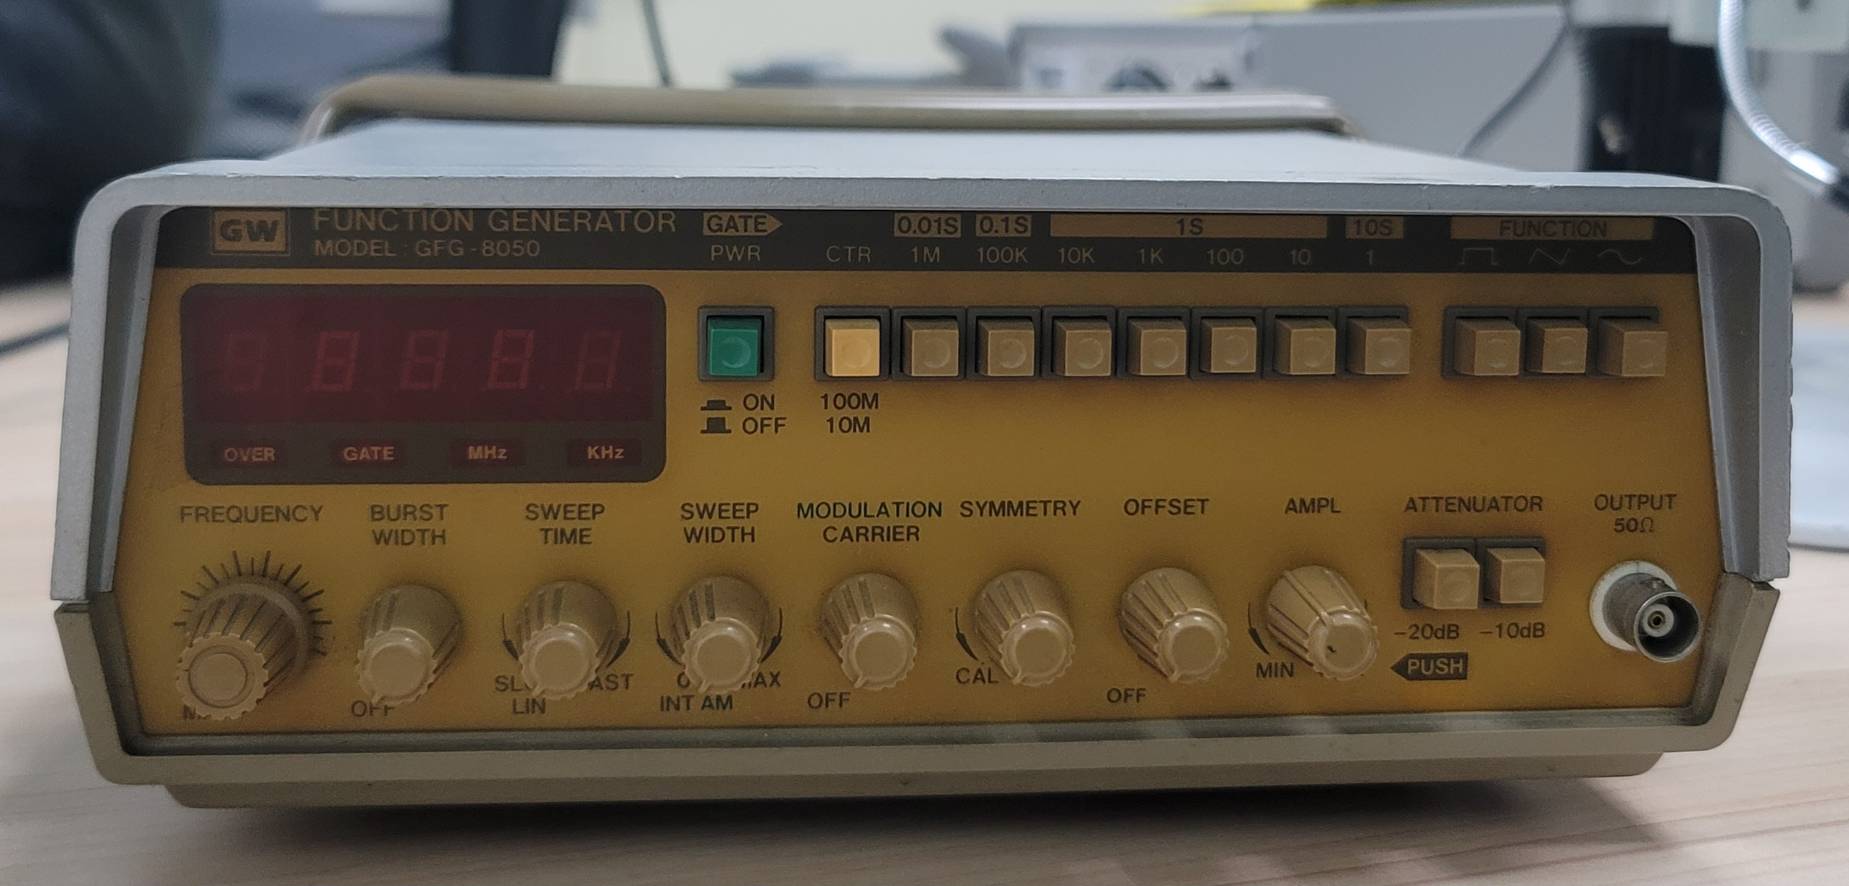 GW FUNCTION GENERATOR
MODEL : GFG-8050
GATE 0.01S 0.1S 1S 10S FUNCTION
PWR CTR 1M 100K 10K 1K 100 10 1
ON 100M
OFF 10M
OVER GATE MHz KHz
FREQUENCY BURST WIDTH SWEEP TIME SWEEP WIDTH MODULATION CARRIER SYMMETRY OFFSET AMPL ATTENUATOR OUTPUT 50Ω
-20dB -10dB
PUSH
CAL MIN
OFF LIN INT AM OFF OFF